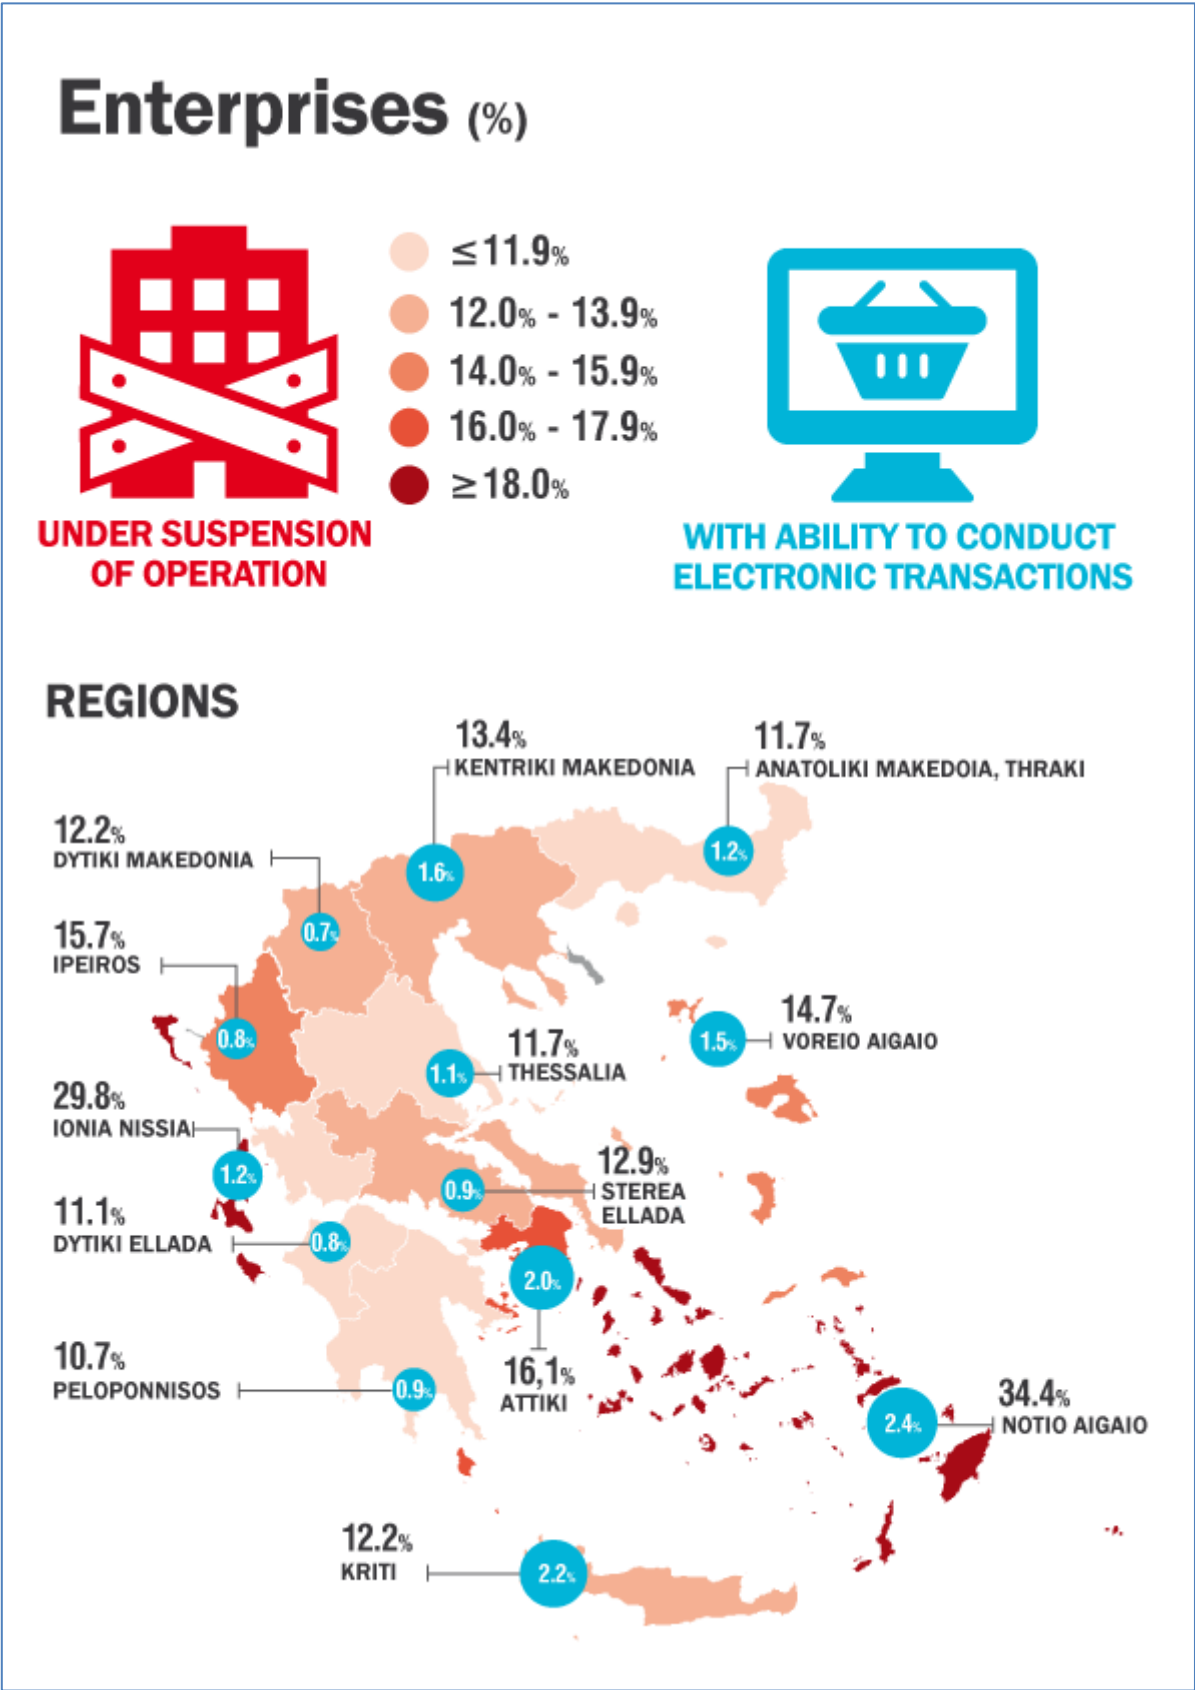 Enterprises (%)
≤11.9%
12.0% - 13.9%
14.0% - 15.9%
16.0% - 17.9%
≥18.0%
UNDER SUSPENSION
OF OPERATION
WITH ABILITY TO CONDUCT
ELECTRONIC TRANSACTIONS
REGIONS
13.4%
KENTRIKI MAKEDONIA
1.6%
11.7%
ANATOLIKI MAKEDOIA, THRAKI
1.2%
12.2%
DYTIKI MAKEDONIA
0.7%
15.7%
IPEIROS
0.8%
14.7%
VOREIO AIGAIO
1.5%
11.7%
THESSALIA
1.1%
29.8%
IONIA NISSIA
1.2%
12.9%
STEREA
ELLADA
0.9%
11.1%
DYTIKI ELLADA
0.8%
2.0%
16,1%
ATTIKI
10.7%
PELOPONNISOS
0.9%
34.4%
NOTIO AIGAIO
2.4%
12.2%
KRITI
2.2%